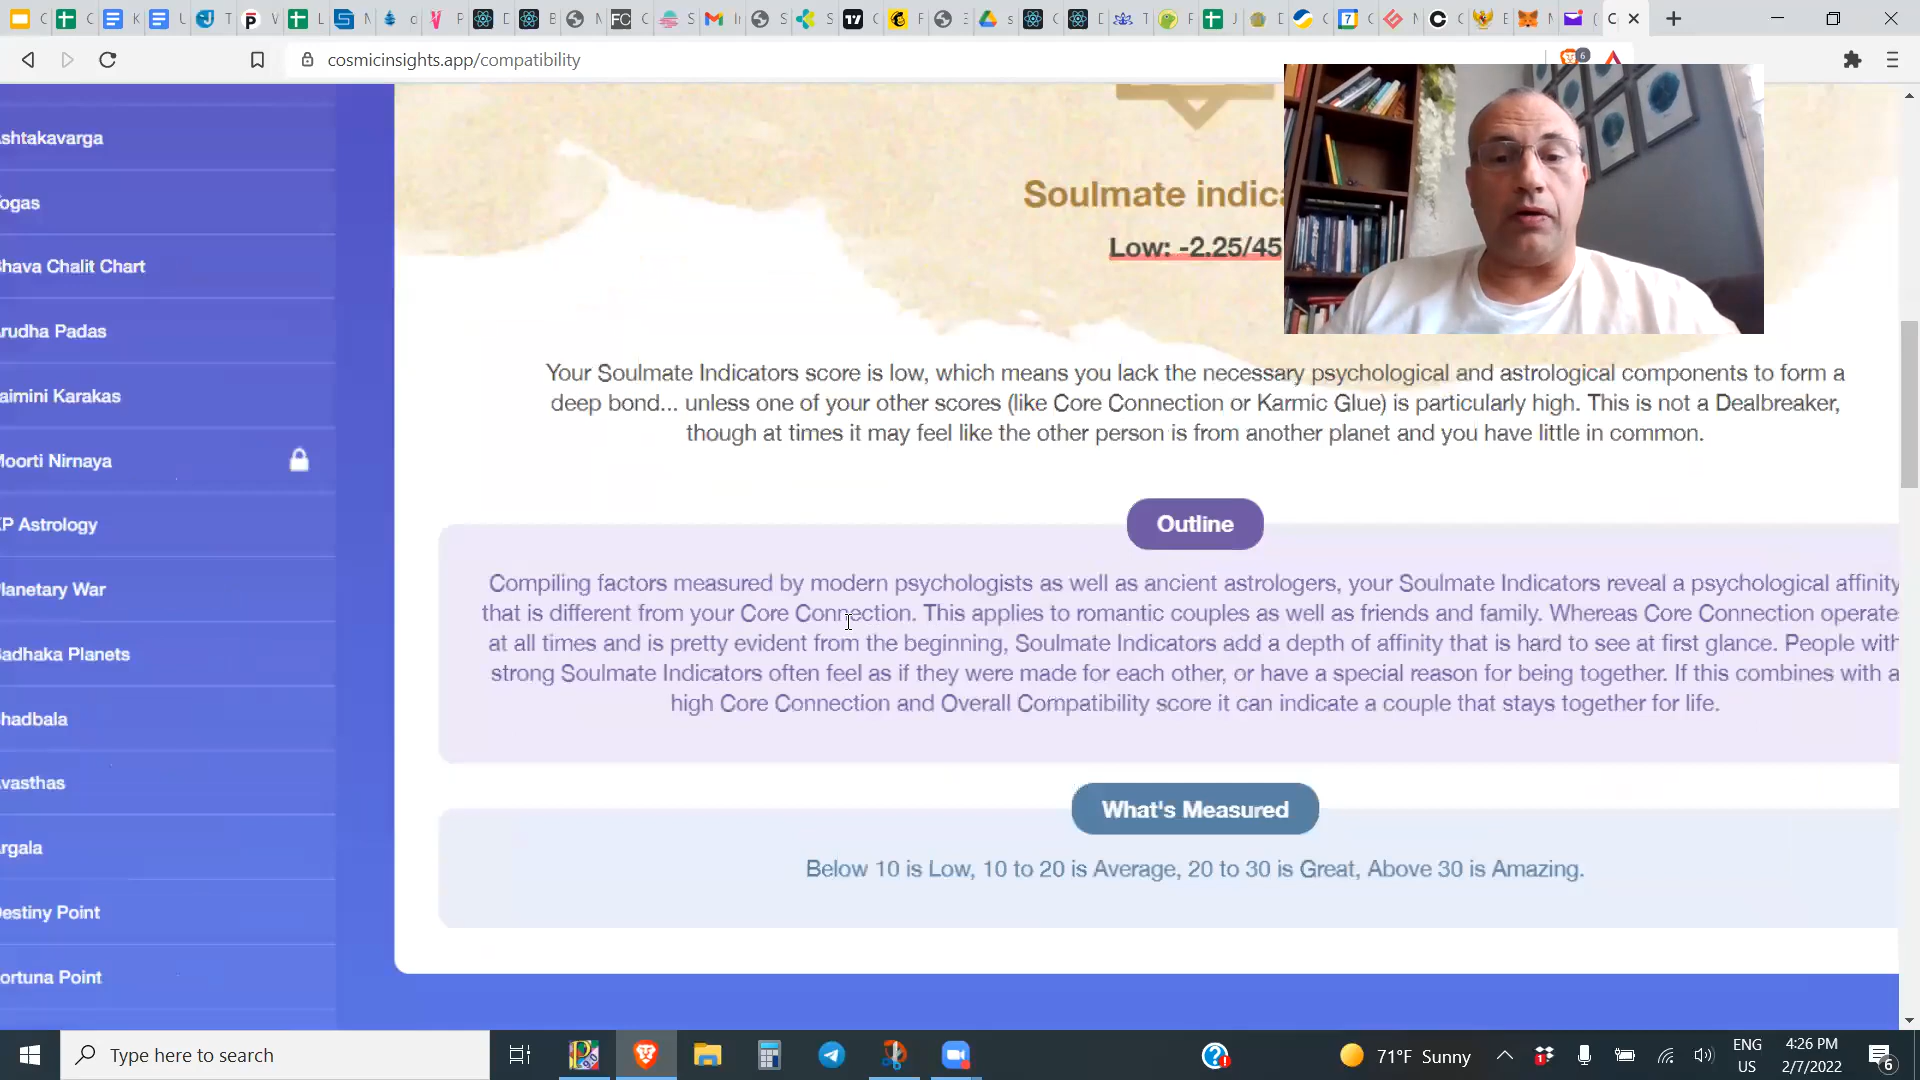 cosmicinsights.app/compatibility
6
shtakavarga
ogas
hava Chalit Chart
rudha Padas
aimini Karakas
oorti Nirnaya
P Astrology
lanetary War
adhaka Planets
hadbala
vasthas
rgala
estiny Point
ortuna Point
Soulmate indica
Low: -2.25/45
Your Soulmate Indicators score is low, which means you lack the necessary psychological and astrological components to form a
deep bond... unless one of your other scores (like Core Connection or Karmic Glue) is particularly high. This is not a Dealbreaker,
though at times it may feel like the other person is from another planet and you have little in common.
Outline
Compiling factors measured by modern psychologists as well as ancient astrologers, your Soulmate Indicators reveal a psychological affinity
that is different from your Core Connection. This applies to romantic couples as well as friends and family. Whereas Core Connection operate
at all times and is pretty evident from the beginning, Soulmate Indicators add a depth of affinity that is hard to see at first glance. People with
strong Soulmate Indicators often feel as if they were made for each other, or have a special reason for being together. If this combines with a
high Core Connection and Overall Compatibility score it can indicate a couple that stays together for life.
What's Measured
Below 10 is Low, 10 to 20 is Average, 20 to 30 is Great, Above 30 is Amazing.
Type here to search
71°F Sunny
ENG
US
4:26 PM
2/7/2022
6